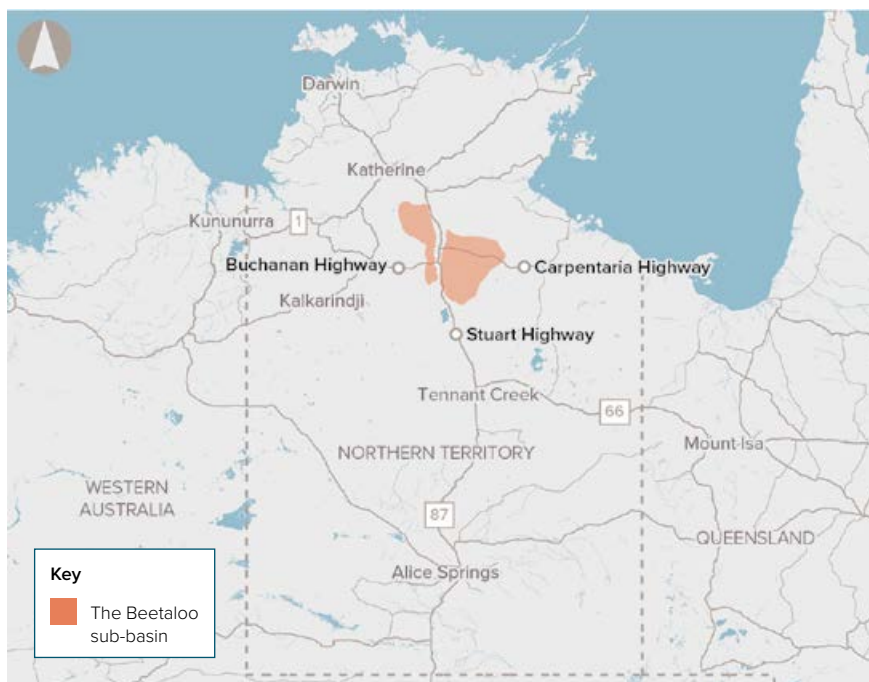 Darwin
Katherine
Kununurra
1
Buchanan Highway
Carpentaria Highway
Kalkarindji
Stuart Highway
Tennant Creek
66
Mount Isa
NORTHERN TERRITORY
WESTERN
AUSTRALIA
87
QUEENSLAND
Alice Springs
Key
The Beetaloo
sub-basin